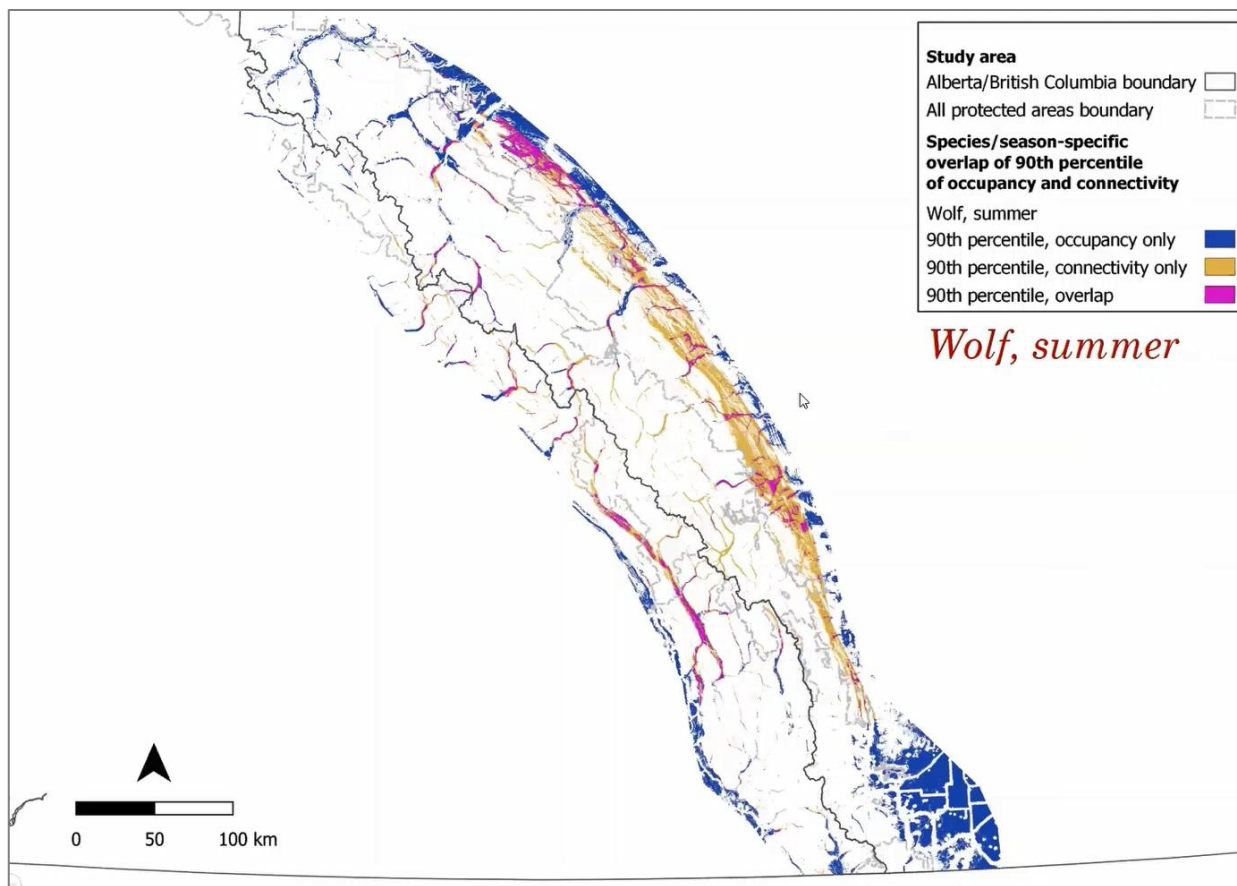 Study area
Alberta/British Columbia boundary
All protected areas boundary
Species/season-specific
overlap of 90th percentile
of occupancy and connectivity
Wolf, summer
90th percentile, occupancy only
90th percentile, connectivity only
90th percentile, overlap
Wolf, summer
0 50 100 km